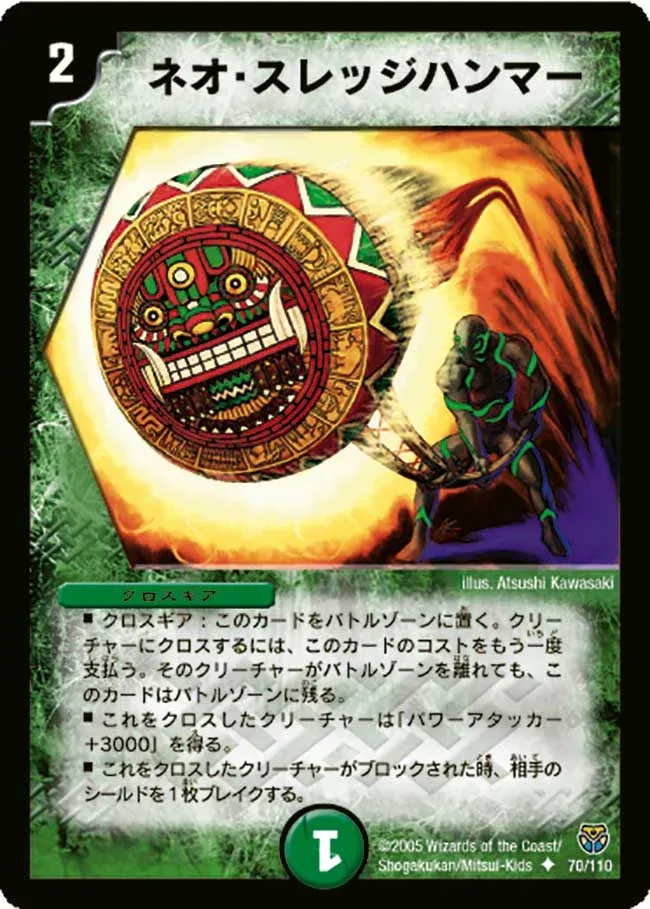 2
ネオ・スレッジハンマー
illus. Atsushi Kawasaki
クロスギア
■ クロスギア：このカードをバトルゾーンに置く。クリー
チャーにクロスするには、このカードのコストをもう一度
支払う。そのクリーチャーがバトルゾーンを離れても、こ
のカードはバトルゾーンに残る。
■ これをクロスしたクリーチャーは「パワーアタッカー
+3000」を得る。
■ これをクロスしたクリーチャーがブロックされた時、相手の
シールドを1枚ブレイクする。
1
©2005 Wizards of the Coast/
Shogakukan/Mitsui-Kids ♦ 70/110